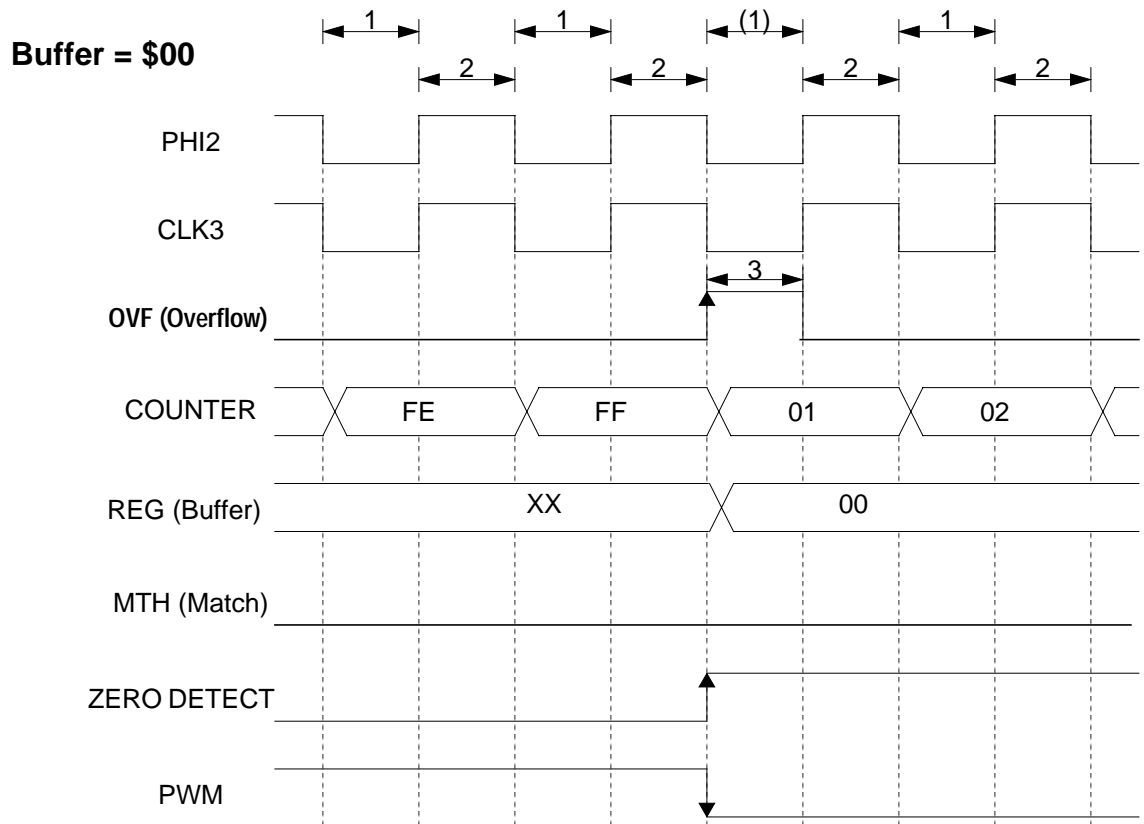 1 1 (1) 1
Buffer = $00
2 2 2 2
PHI2
CLK3
3
OVF (Overflow)
COUNTER FE FF 01 02
REG (Buffer) XX 00
MTH (Match)
ZERO DETECT
PWM